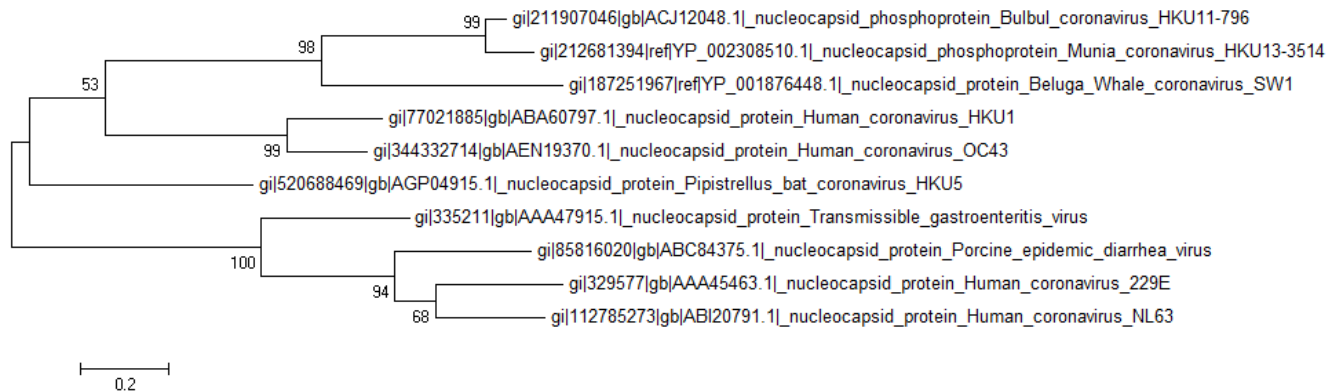 99
gi|211907046|gb|ACJ12048.1|_nucleocapsid_phosphoprotein_Bulbul_coronavirus_HKU11-796
98
gi|212681394|ref|YP_002308510.1|_nucleocapsid_phosphoprotein_Munia_coronavirus_HKU13-3514
53
gi|187251967|ref|YP_001876448.1|_nucleocapsid_protein_Beluga_Whale_coronavirus_SW1
gi|77021885|gb|ABA60797.1|_nucleocapsid_protein_Human_coronavirus_HKU1
99
gi|344332714|gb|AEN19370.1|_nucleocapsid_protein_Human_coronavirus_OC43
gi|520688469|gb|AGP04915.1|_nucleocapsid_protein_Pipistrellus_bat_coronavirus_HKU5
gi|335211|gb|AAA47915.1|_nucleocapsid_protein_Transmissible_gastroenteritis_virus
100
gi|85816020|gb|ABC84375.1|_nucleocapsid_protein_Porcine_epidemic_diarrhea_virus
94
gi|329577|gb|AAA45463.1|_nucleocapsid_protein_Human_coronavirus_229E
68
gi|112785273|gb|ABI20791.1|_nucleocapsid_protein_Human_coronavirus_NL63
0.2